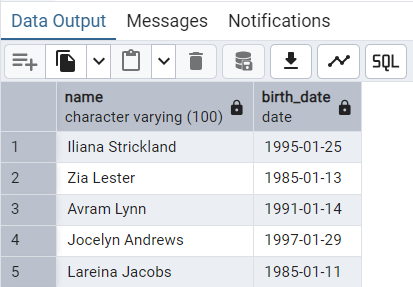 Data Output Messages Notifications
SQL
name birth_date
character varying (100) date
1 Iliana Strickland 1995-01-25
2 Zia Lester 1985-01-13
3 Avram Lynn 1991-01-14
4 Jocelyn Andrews 1997-01-29
5 Lareina Jacobs 1985-01-11